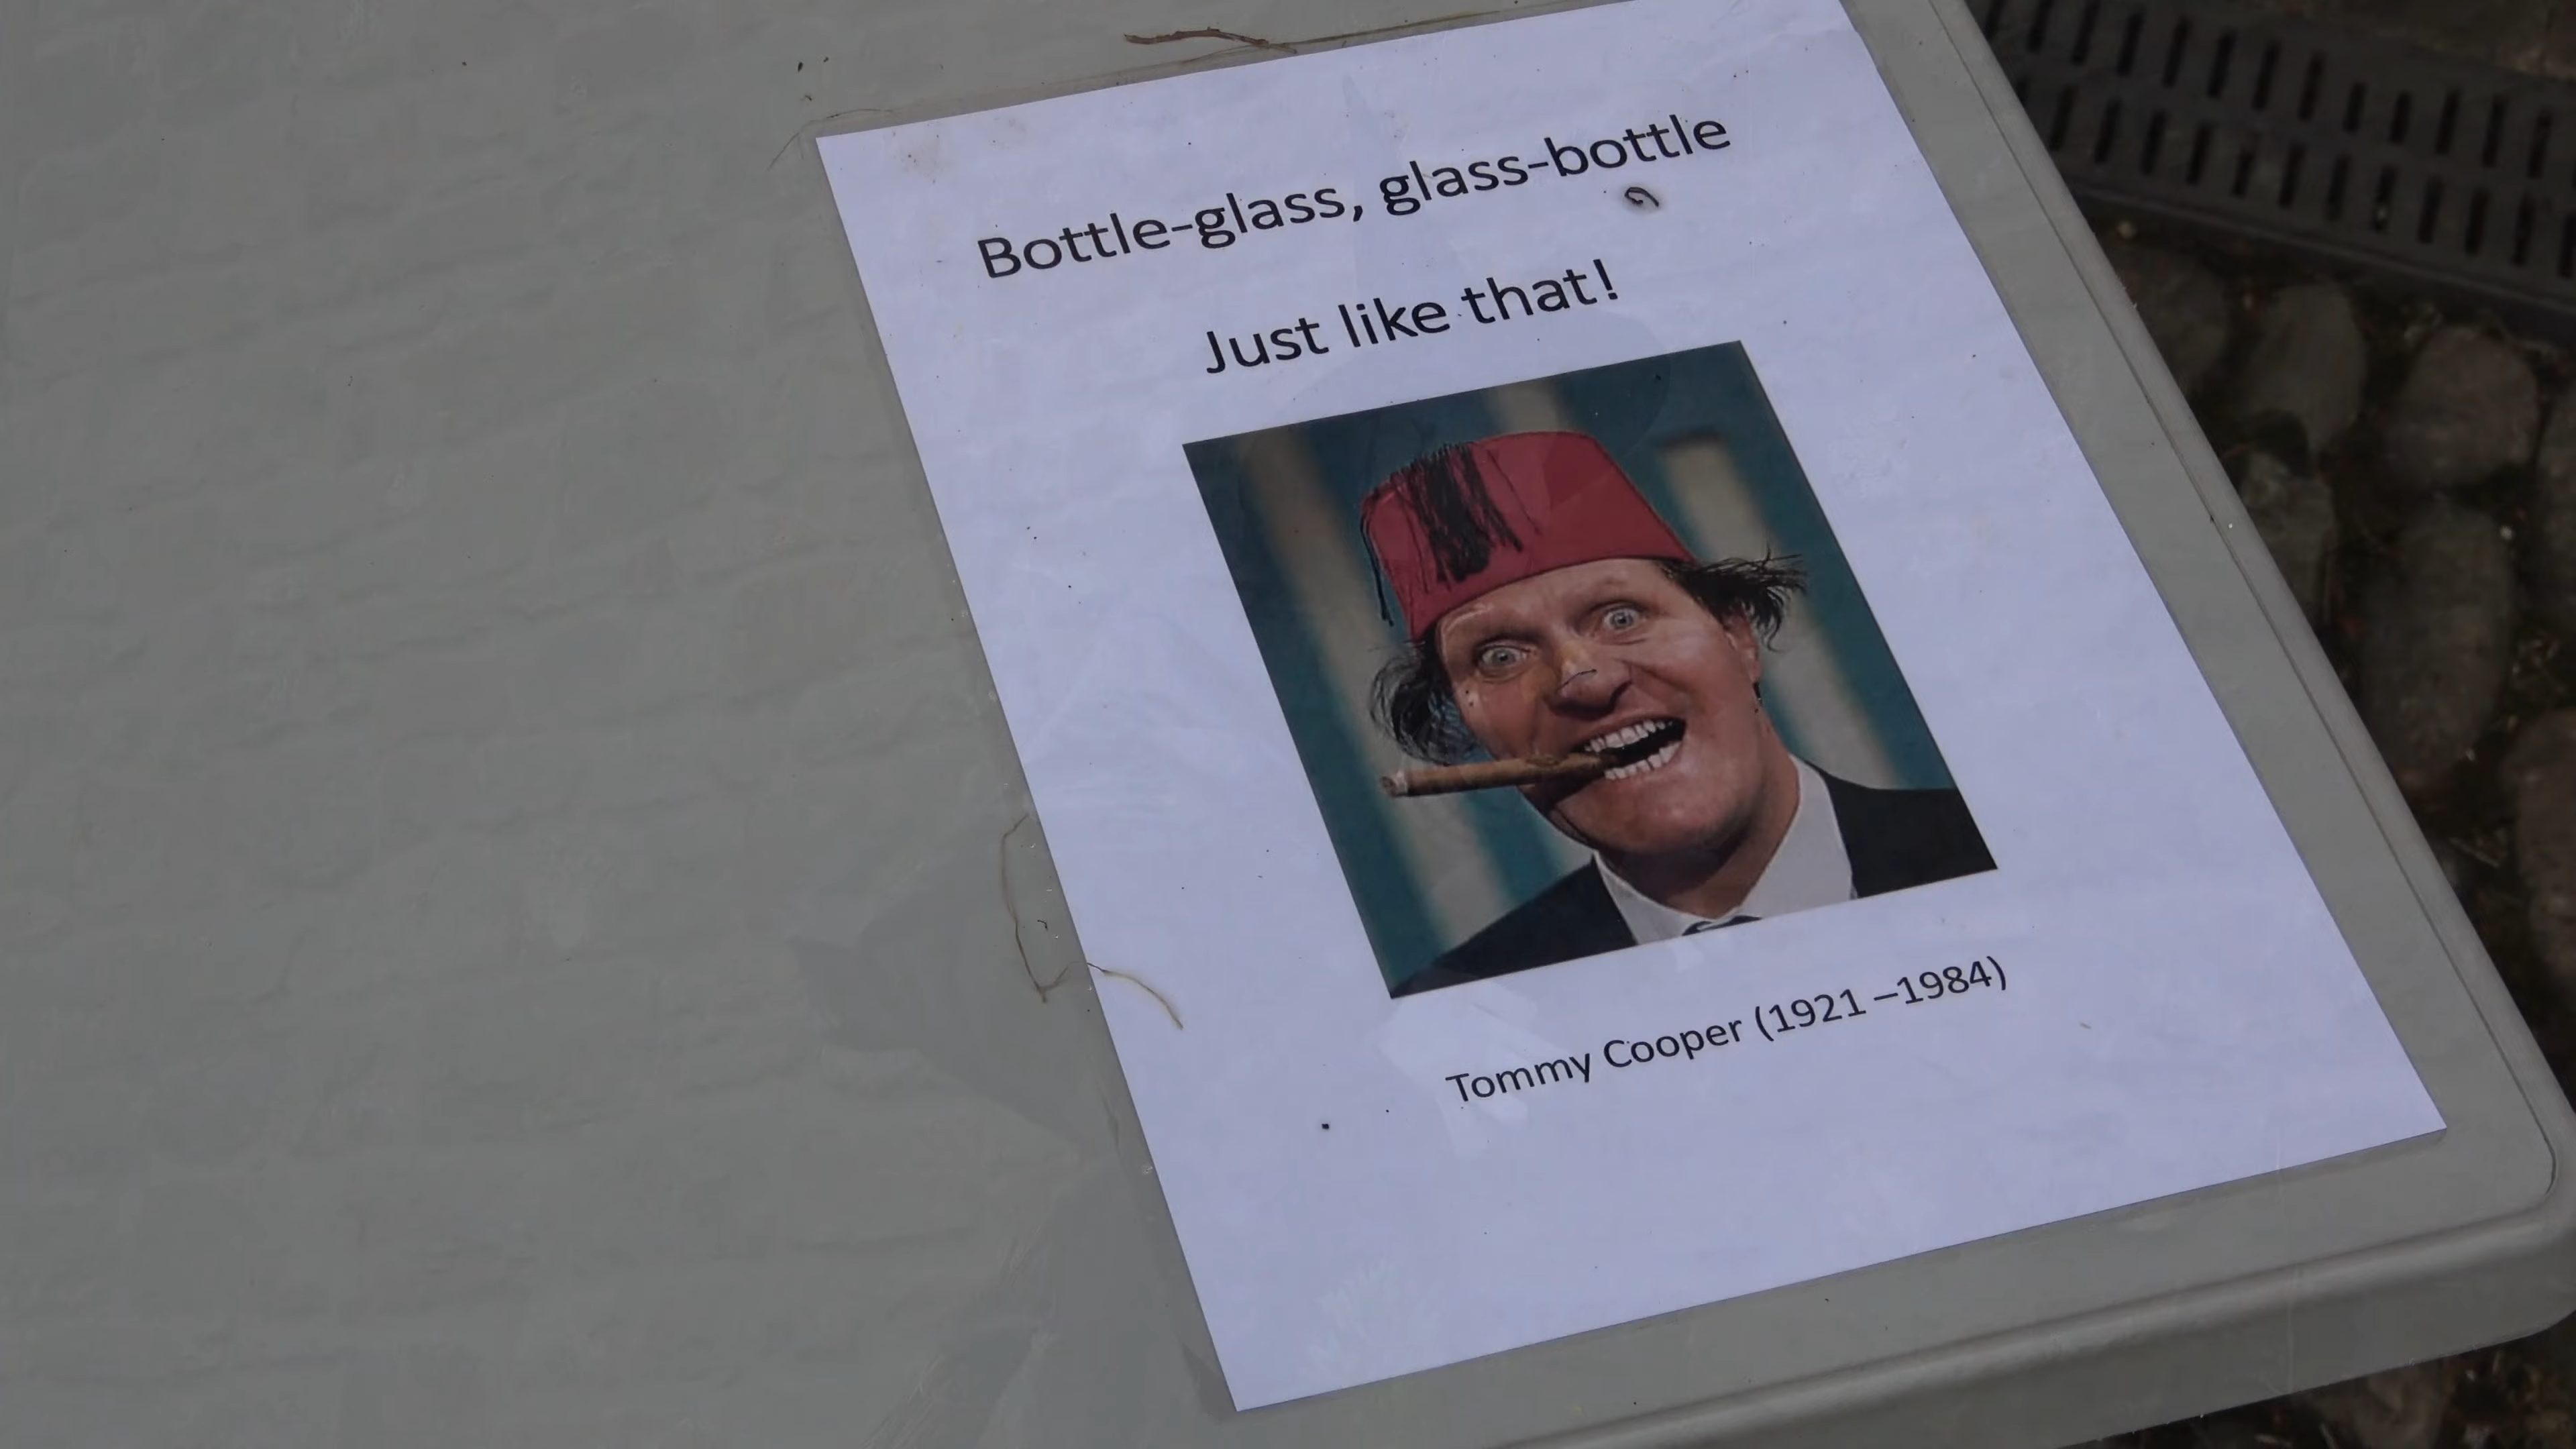 Bottle-glass, glass-bottle
Just like that!
Tommy Cooper (1921 –1984)